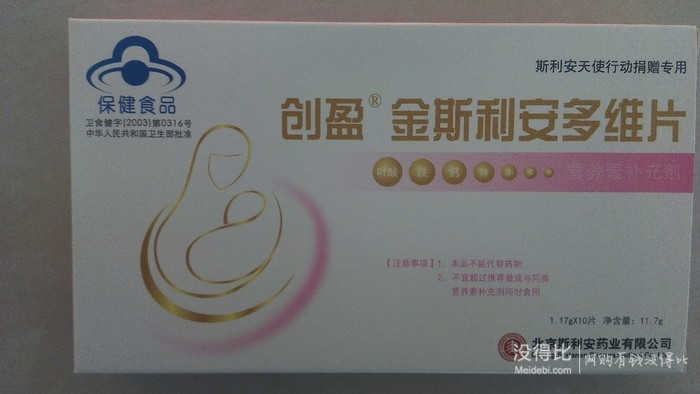 斯利安天使行动捐赠专用
保健食品
卫食健字(2003)第0316号
中华人民共和国卫生部批准
创盈® 金斯利安多维片
叶酸 铁 钙 锌
营养素补充剂
【注意事项】1、本品不能代替药物。
2、不宜超过推荐量或与同类
营养素补充剂同时食用
1.17gX10片 净含量：11.7g
北京斯利安药业有限公司
没得比
Meidebi.com
网购有钱没得比